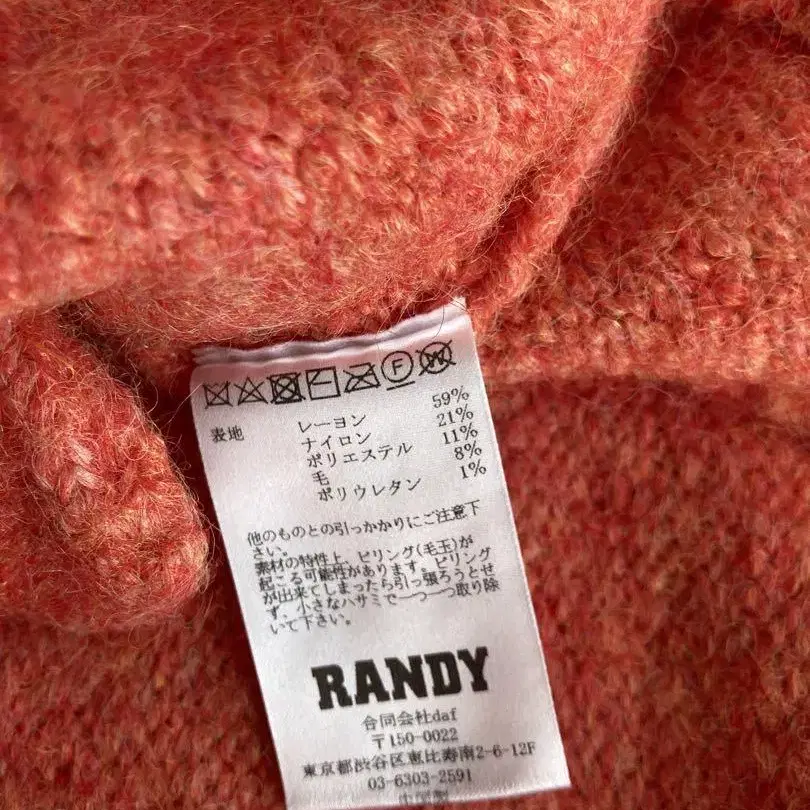 表地 レーヨン 59%
ナイロン 21%
ポリエステル 11%
毛 8%
ポリウレタン 1%
他のものとの引っかかりにご注意下
さい。
素材の特性上、ピリング(毛玉)が
起こる可能性があります。ピリング
が出来てしまったら引っ張ろうとせ
ず、小さなハサミで一つ一つ取り除
いて下さい。
RANDY
合同会社daf
〒150-0022
東京都渋谷区恵比寿南2-6-12F
03-6303-2591
中国製